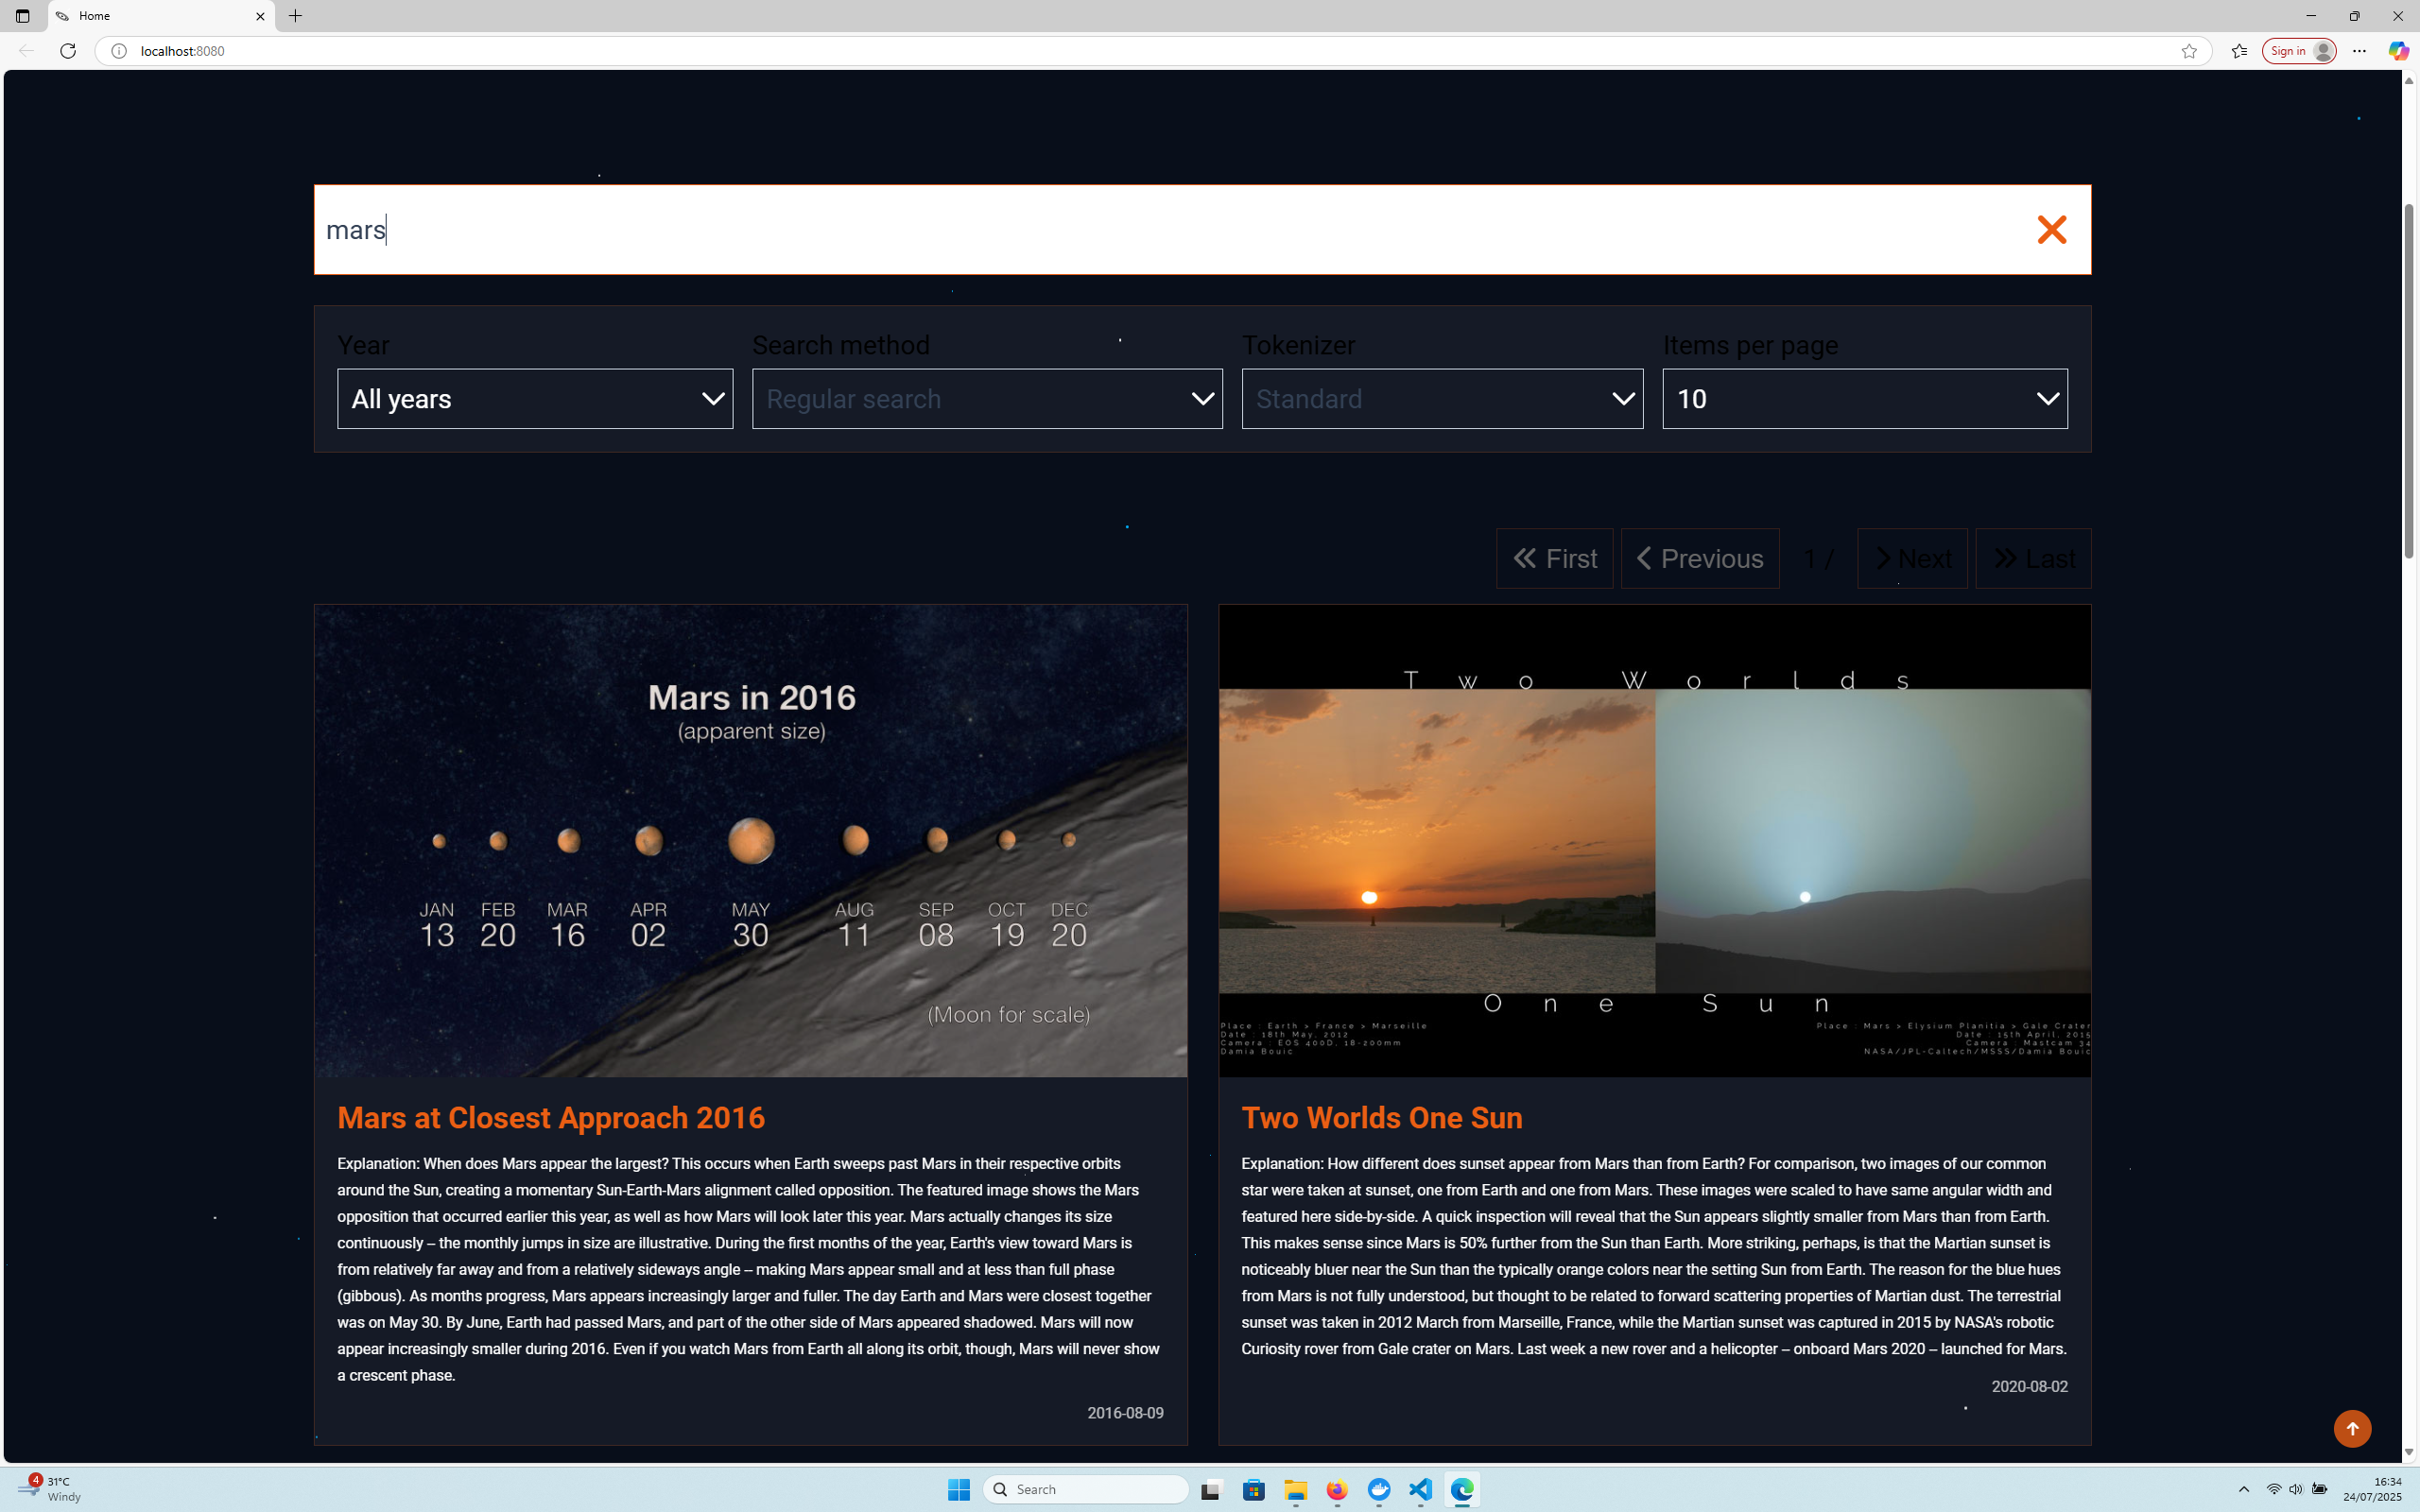 Home
localhost:8080
Sign in
mars
Year
Search method
Tokenizer
Items per page
All years
Regular search
Standard
10
First
Previous
1 /
Next
Last
Mars in 2016
(apparent size)
JAN
13
FEB
20
MAR
16
APR
02
MAY
30
AUG
11
SEP
08
OCT
19
DEC
20
(Moon for scale)
Two Worlds
One Sun
Place : Earth > France > Marseille
Date : 18th May, 2012
Camera : EOS 400D, 18-200mm
Damia Bouic
Place : Mars > Elysium Planitia > Gale Crater
Date : 15th April, 2015
Camera : Mastcam 34
NASA/JPL-Caltech/MSSS/Damia Bouic
Mars at Closest Approach 2016
Explanation: When does Mars appear the largest? This occurs when Earth sweeps past Mars in their respective orbits
around the Sun, creating a momentary Sun-Earth-Mars alignment called opposition. The featured image shows the Mars
opposition that occurred earlier this year, as well as how Mars will look later this year. Mars actually changes its size
continuously -- the monthly jumps in size are illustrative. During the first months of the year, Earth's view toward Mars is
from relatively far away and from a relatively sideways angle -- making Mars appear small and at less than full phase
(gibbous). As months progress, Mars appears increasingly larger and fuller. The day Earth and Mars were closest together
was on May 30. By June, Earth had passed Mars, and part of the other side of Mars appeared shadowed. Mars will now
appear increasingly smaller during 2016. Even if you watch Mars from Earth all along its orbit, though, Mars will never show
a crescent phase.
2016-08-09
Two Worlds One Sun
Explanation: How different does sunset appear from Mars than from Earth? For comparison, two images of our common
star were taken at sunset, one from Earth and one from Mars. These images were scaled to have same angular width and
featured here side-by-side. A quick inspection will reveal that the Sun appears slightly smaller from Mars than from Earth.
This makes sense since Mars is 50% further from the Sun than Earth. More striking, perhaps, is that the Martian sunset is
noticeably bluer near the Sun than the typically orange colors near the setting Sun from Earth. The reason for the blue hues
from Mars is not fully understood, but thought to be related to forward scattering properties of Martian dust. The terrestrial
sunset was taken in 2012 March from Marseille, France, while the Martian sunset was captured in 2015 by NASA's robotic
Curiosity rover from Gale crater on Mars. Last week a new rover and a helicopter -- onboard Mars 2020 -- launched for Mars.
2020-08-02
4
31°C
Windy
Search
16:34
24/07/2025